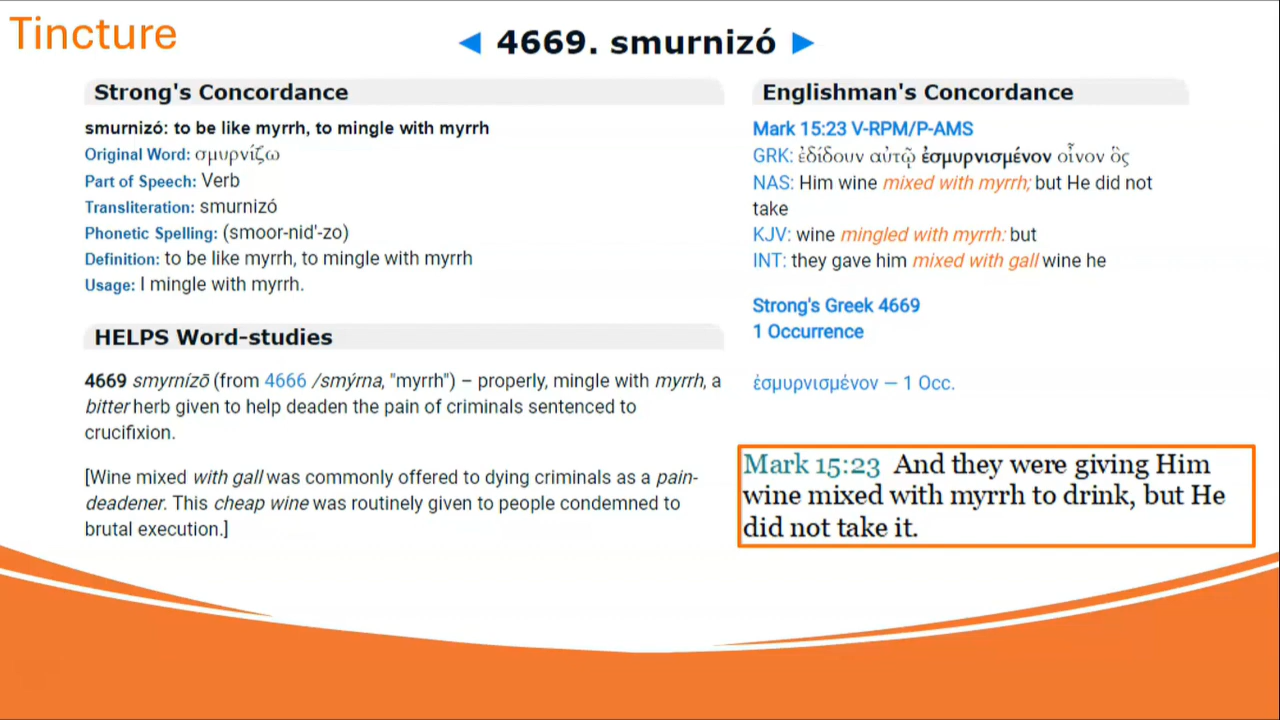 Tincture
◄ 4669. smurnizó ►
Strong's Concordance
smurnizó: to be like myrrh, to mingle with myrrh
Original Word: σμυρνίζω
Part of Speech: Verb
Transliteration: smurnizó
Phonetic Spelling: (smoor-nid'-zo)
Definition: to be like myrrh, to mingle with myrrh
Usage: I mingle with myrrh.
HELPS Word-studies
4669 smyrnízō (from 4666 /smýrna, "myrrh") – properly, mingle with myrrh, a
bitter herb given to help deaden the pain of criminals sentenced to
crucifixion.
[Wine mixed with gall was commonly offered to dying criminals as a pain-
deadener. This cheap wine was routinely given to people condemned to
brutal execution.]
Englishman's Concordance
Mark 15:23 V-RPM/P-AMS
GRK: ἐδίδουν αὐτῷ ἐσμυρνισμένον οἶνον ὃς
NAS: Him wine mixed with myrrh; but He did not
take
KJV: wine mingled with myrrh: but
INT: they gave him mixed with gall wine he
Strong's Greek 4669
1 Occurrence
ἐσμυρνισμένον — 1 Occ.
Mark 15:23 And they were giving Him
wine mixed with myrrh to drink, but He
did not take it.